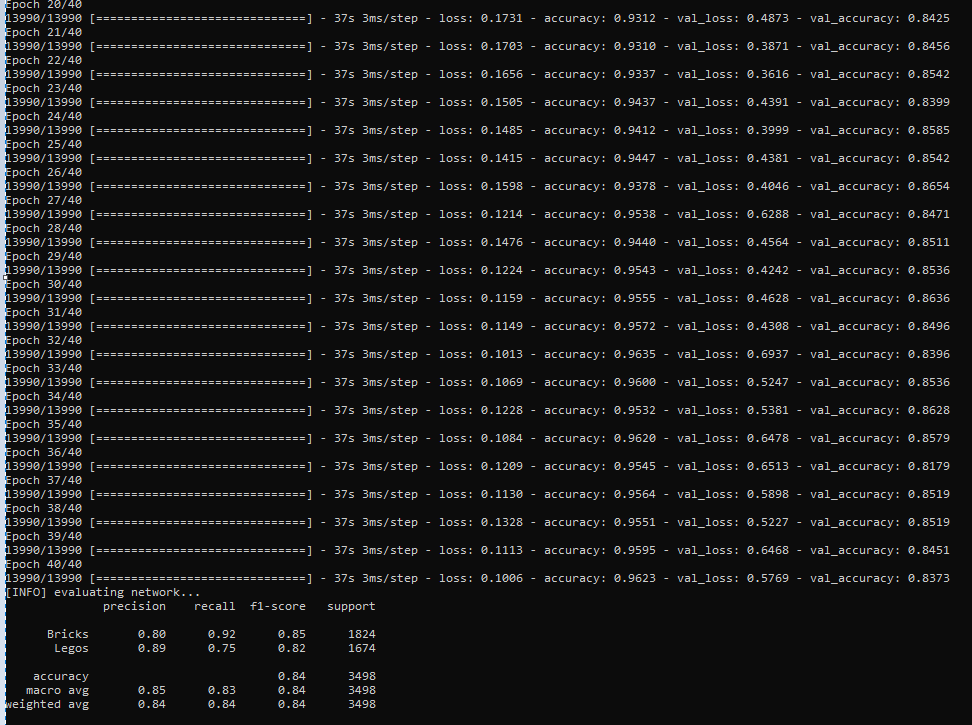 Epoch 20/40
13990/13990 [==============================] - 37s 3ms/step - loss: 0.1731 - accuracy: 0.9312 - val_loss: 0.4873 - val_accuracy: 0.8425
Epoch 21/40
13990/13990 [==============================] - 37s 3ms/step - loss: 0.1703 - accuracy: 0.9310 - val_loss: 0.3871 - val_accuracy: 0.8456
Epoch 22/40
13990/13990 [==============================] - 37s 3ms/step - loss: 0.1656 - accuracy: 0.9337 - val_loss: 0.3616 - val_accuracy: 0.8542
Epoch 23/40
13990/13990 [==============================] - 37s 3ms/step - loss: 0.1505 - accuracy: 0.9437 - val_loss: 0.4391 - val_accuracy: 0.8399
Epoch 24/40
13990/13990 [==============================] - 37s 3ms/step - loss: 0.1485 - accuracy: 0.9412 - val_loss: 0.3999 - val_accuracy: 0.8585
Epoch 25/40
13990/13990 [==============================] - 37s 3ms/step - loss: 0.1415 - accuracy: 0.9447 - val_loss: 0.4381 - val_accuracy: 0.8542
Epoch 26/40
13990/13990 [==============================] - 37s 3ms/step - loss: 0.1598 - accuracy: 0.9378 - val_loss: 0.4046 - val_accuracy: 0.8654
Epoch 27/40
13990/13990 [==============================] - 37s 3ms/step - loss: 0.1214 - accuracy: 0.9538 - val_loss: 0.6288 - val_accuracy: 0.8471
Epoch 28/40
13990/13990 [==============================] - 37s 3ms/step - loss: 0.1476 - accuracy: 0.9440 - val_loss: 0.4564 - val_accuracy: 0.8511
Epoch 29/40
13990/13990 [==============================] - 37s 3ms/step - loss: 0.1224 - accuracy: 0.9543 - val_loss: 0.4242 - val_accuracy: 0.8536
Epoch 30/40
13990/13990 [==============================] - 37s 3ms/step - loss: 0.1159 - accuracy: 0.9555 - val_loss: 0.4628 - val_accuracy: 0.8636
Epoch 31/40
13990/13990 [==============================] - 37s 3ms/step - loss: 0.1149 - accuracy: 0.9572 - val_loss: 0.4308 - val_accuracy: 0.8496
Epoch 32/40
13990/13990 [==============================] - 37s 3ms/step - loss: 0.1013 - accuracy: 0.9635 - val_loss: 0.6937 - val_accuracy: 0.8396
Epoch 33/40
13990/13990 [==============================] - 37s 3ms/step - loss: 0.1069 - accuracy: 0.9600 - val_loss: 0.5247 - val_accuracy: 0.8536
Epoch 34/40
13990/13990 [==============================] - 37s 3ms/step - loss: 0.1228 - accuracy: 0.9532 - val_loss: 0.5381 - val_accuracy: 0.8628
Epoch 35/40
13990/13990 [==============================] - 37s 3ms/step - loss: 0.1084 - accuracy: 0.9620 - val_loss: 0.6478 - val_accuracy: 0.8579
Epoch 36/40
13990/13990 [==============================] - 37s 3ms/step - loss: 0.1209 - accuracy: 0.9545 - val_loss: 0.6513 - val_accuracy: 0.8179
Epoch 37/40
13990/13990 [==============================] - 37s 3ms/step - loss: 0.1130 - accuracy: 0.9564 - val_loss: 0.5898 - val_accuracy: 0.8519
Epoch 38/40
13990/13990 [==============================] - 37s 3ms/step - loss: 0.1328 - accuracy: 0.9551 - val_loss: 0.5227 - val_accuracy: 0.8519
Epoch 39/40
13990/13990 [==============================] - 37s 3ms/step - loss: 0.1113 - accuracy: 0.9595 - val_loss: 0.6468 - val_accuracy: 0.8451
Epoch 40/40
13990/13990 [==============================] - 37s 3ms/step - loss: 0.1006 - accuracy: 0.9623 - val_loss: 0.5769 - val_accuracy: 0.8373
[INFO] evaluating network...
precision recall f1-score support
Bricks 0.80 0.92 0.85 1824
Legos 0.89 0.75 0.82 1674
accuracy 0.84 3498
macro avg 0.85 0.83 0.84 3498
weighted avg 0.84 0.84 0.84 3498